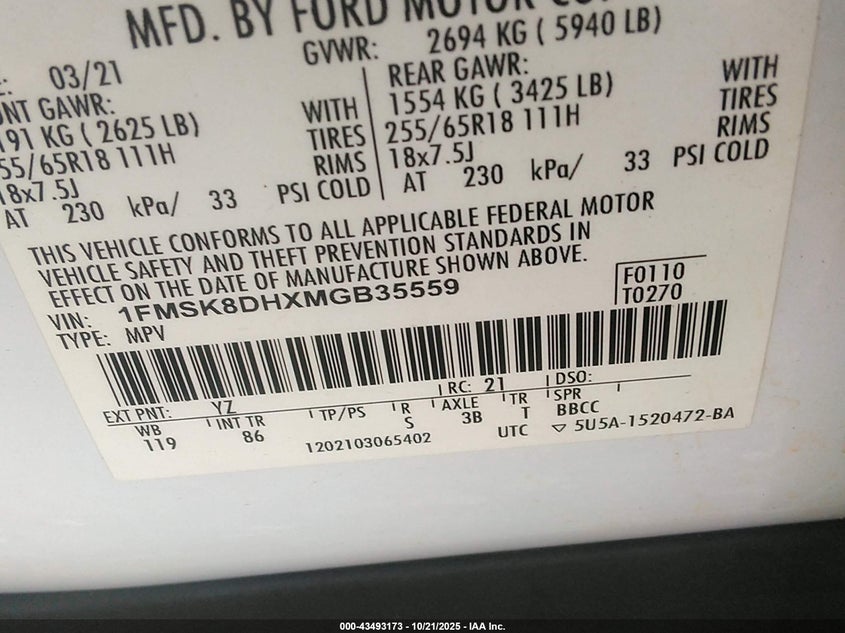 MFD. BY FORD MOTOR CO
GVWR: 2694 KG ( 5940 LB)
E: 03/21
NT GAWR:
191 KG ( 2625 LB) WITH
55/65R18 111H TIRES
18x7.5J RIMS
AT 230 kPa/ 33 PSI COLD
REAR GAWR: WITH
1554 KG ( 3425 LB) TIRES
255/65R18 111H RIMS
18x7.5J
AT 230 kPa/ 33 PSI COLD
THIS VEHICLE CONFORMS TO ALL APPLICABLE FEDERAL MOTOR
VEHICLE SAFETY AND THEFT PREVENTION STANDARDS IN
EFFECT ON THE DATE OF MANUFACTURE SHOWN ABOVE.
VIN: 1FMSK8DHXMGB35559
TYPE: MPV
F0110
T0270
EXT PNT: YZ RC: 21 DSO:
WB INT TR TP/PS R AXLE TR SPR
119 86 S 3B T BBCC
1202103065402 UTC ▽ 5U5A-1520472-BA
000-43493173 - 10/21/2025 - IAA Inc.